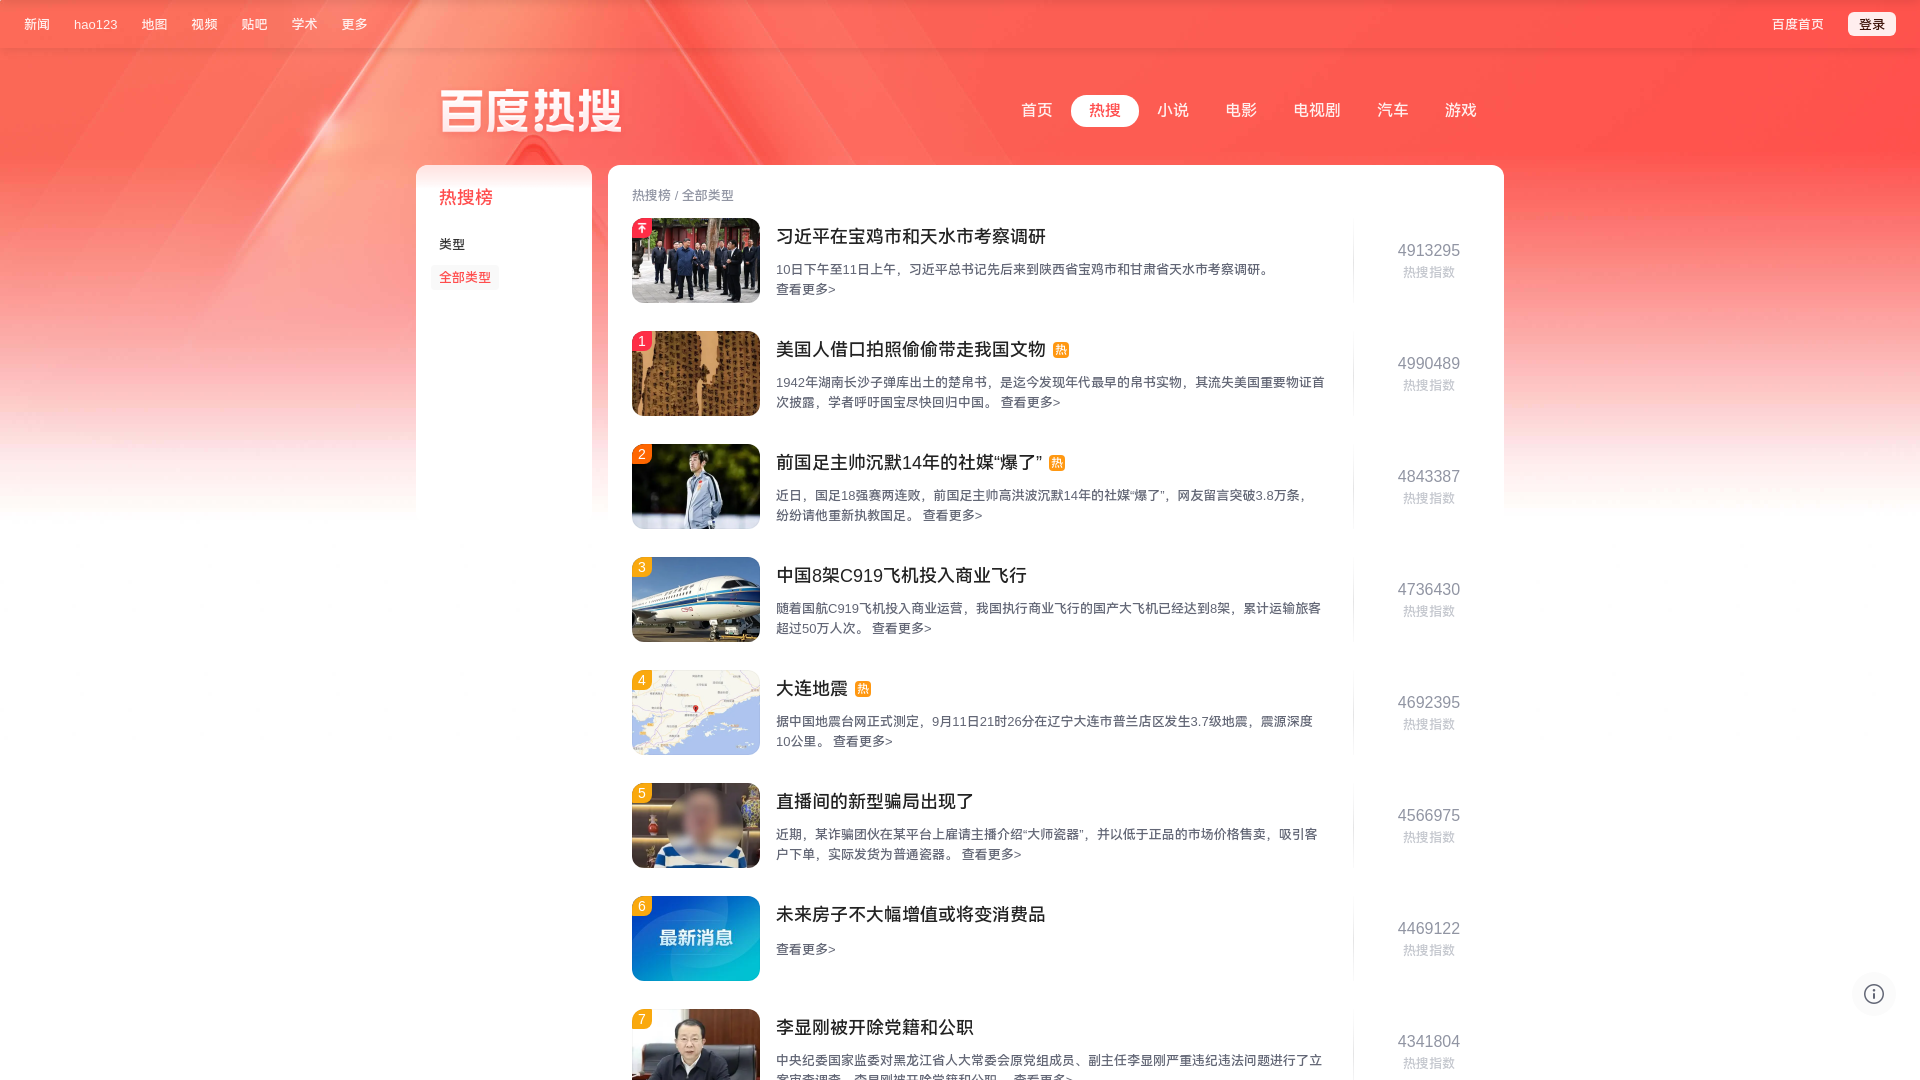 新闻 hao123 地图 视频 贴吧 学术 更多 百度首页 登录
百度热搜
首页 热搜 小说 电影 电视剧 汽车 游戏
热搜榜
类型
全部类型
热搜榜 / 全部类型
习近平在宝鸡市和天水市考察调研
10日下午至11日上午，习近平总书记先后来到陕西省宝鸡市和甘肃省天水市考察调研。
查看更多>
4913295
热搜指数
1
美国人借口拍照偷偷带走我国文物 热
1942年湖南长沙子弹库出土的楚帛书，是迄今发现年代最早的帛书实物，其流失美国重要物证首
次披露，学者呼吁国宝尽快回归中国。 查看更多>
4990489
热搜指数
2
前国足主帅沉默14年的社媒“爆了” 热
近日，国足18强赛两连败，前国足主帅高洪波沉默14年的社媒“爆了”，网友留言突破3.8万条，
纷纷请他重新执教国足。 查看更多>
4843387
热搜指数
3
中国8架C919飞机投入商业飞行
随着国航C919飞机投入商业运营，我国执行商业飞行的国产大飞机已经达到8架，累计运输旅客
超过50万人次。 查看更多>
4736430
热搜指数
4
大连地震 热
据中国地震台网正式测定，9月11日21时26分在辽宁大连市普兰店区发生3.7级地震，震源深度
10公里。 查看更多>
4692395
热搜指数
5
直播间的新型骗局出现了
近期，某诈骗团伙在某平台上雇请主播介绍“大师瓷器”，并以低于正品的市场价格售卖，吸引客
户下单，实际发货为普通瓷器。 查看更多>
4566975
热搜指数
6
最新消息
未来房子不大幅增值或将变消费品
查看更多>
4469122
热搜指数
7
李显刚被开除党籍和公职
中央纪委国家监委对黑龙江省人大常委会原党组成员、副主任李显刚严重违纪违法问题进行了立
案审查调查。李显刚被开除党籍和公职。 查看更多>
4341804
热搜指数